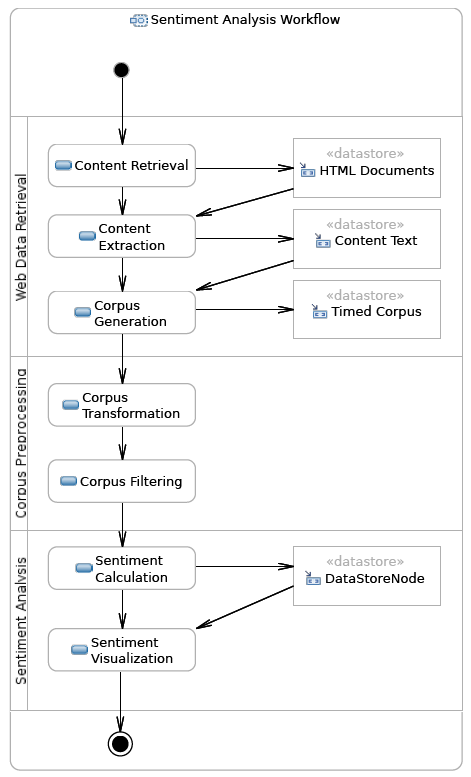 Sentiment Analysis Workflow
Web Data Retrieval
Content Retrieval
«datastore»
HTML Documents
Content
Extraction
«datastore»
Content Text
Corpus
Generation
«datastore»
Timed Corpus
Corpus Preprocessing
Corpus
Transformation
Corpus Filtering
Sentiment Analysis
Sentiment
Calculation
«datastore»
DataStoreNode
Sentiment
Visualization